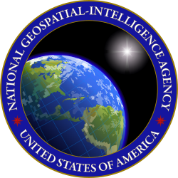 NATIONAL GEOSPATIAL-INTELLIGENCE AGENCY
UNITED STATES OF AMERICA